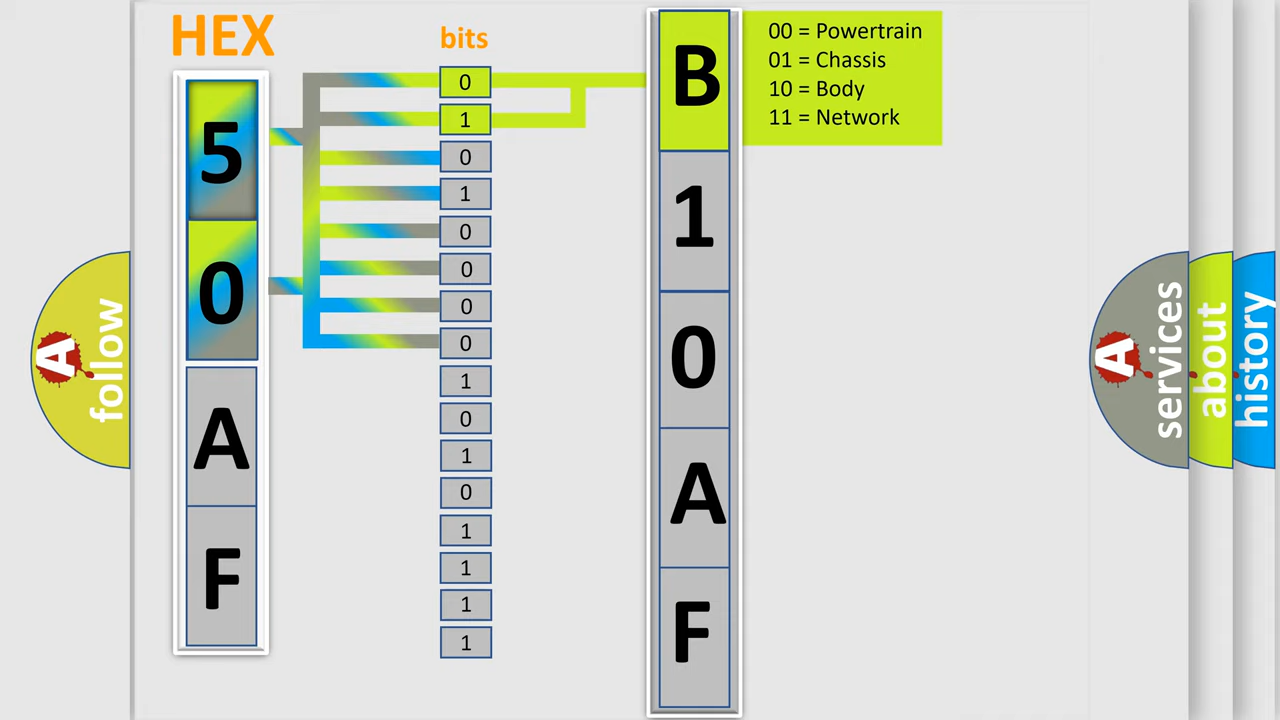 HEX
bits
5
0
A
F
0
1
0
1
0
0
0
0
1
0
1
0
1
1
1
1
B
1
0
A
F
00 = Powertrain
01 = Chassis
10 = Body
11 = Network
A
follow
A
services
about
history